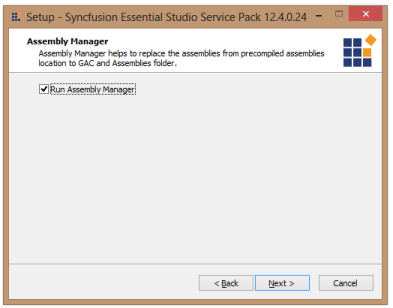 Setup - Syncfusion Essential Studio Service Pack 12.4.0.24
Assembly Manager
Assembly Manager helps to replace the assemblies from precompiled assemblies
location to GAC and Assemblies folder.
Run Assembly Manager
< Back
Next >
Cancel